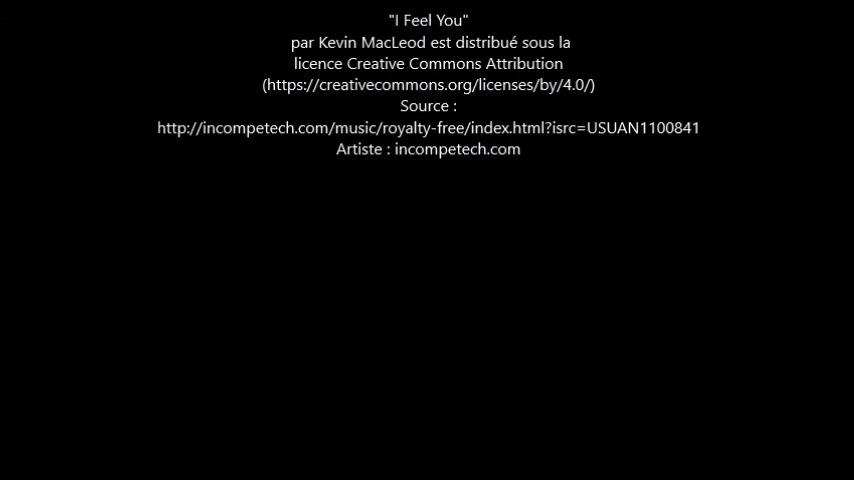 "I Feel You"
par Kevin MacLeod est distribué sous la
licence Creative Commons Attribution
(https://creativecommons.org/licenses/by/4.0/)
Source :
http://incompetech.com/music/royalty-free/index.html?isrc=USUAN1100841
Artiste : incompetech.com